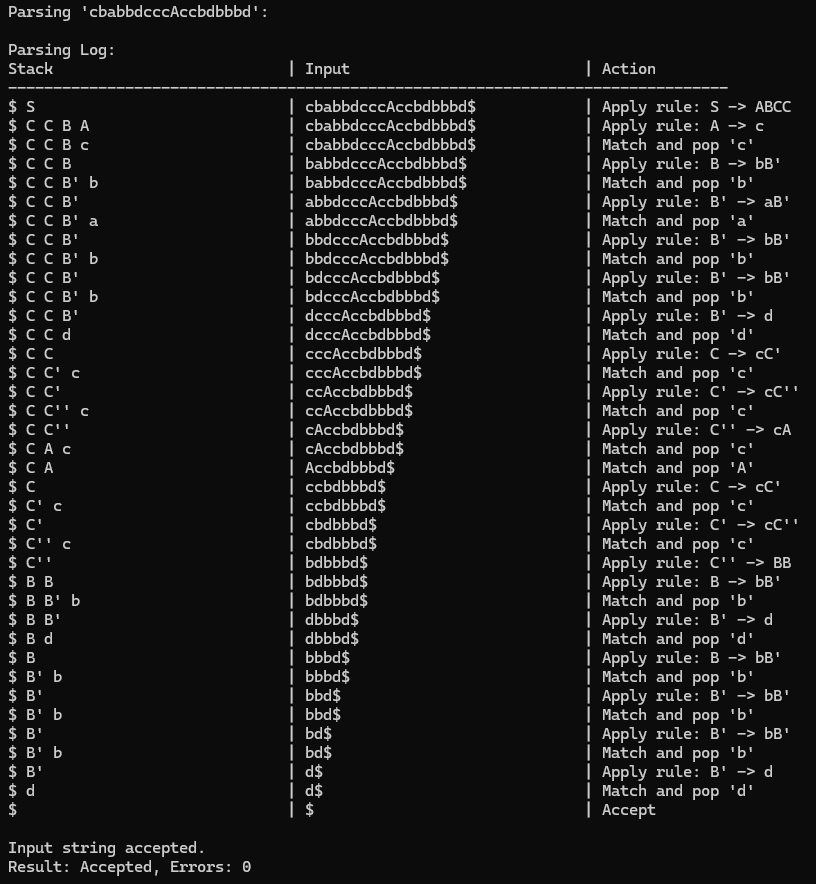 Parsing 'cbabbdcccAccbdbbbd':

Parsing Log:
Stack                               | Input                               | Action
--------------------------------------------------------------------------------
$ S                                 | cbabbdcccAccbdbbbd$                 | Apply rule: S -> ABCC
$ C C B A                           | cbabbdcccAccbdbbbd$                 | Apply rule: A -> c
$ C C B c                           | cbabbdcccAccbdbbbd$                 | Match and pop 'c'
$ C C B                             | babbdcccAccbdbbbd$                  | Apply rule: B -> bB'
$ C C B' b                          | babbdcccAccbdbbbd$                  | Match and pop 'b'
$ C C B'                            | abbdcccAccbdbbbd$                   | Apply rule: B' -> aB'
$ C C B' a                          | abbdcccAccbdbbbd$                   | Match and pop 'a'
$ C C B'                            | bbdcccAccbdbbbd$                    | Apply rule: B' -> bB'
$ C C B' b                          | bbdcccAccbdbbbd$                    | Match and pop 'b'
$ C C B'                            | bdcccAccbdbbbd$                     | Apply rule: B' -> bB'
$ C C B' b                          | bdcccAccbdbbbd$                     | Match and pop 'b'
$ C C B'                            | dcccAccbdbbbd$                      | Apply rule: B' -> d
$ C C d                             | dcccAccbdbbbd$                      | Match and pop 'd'
$ C C                               | cccAccbdbbbd$                       | Apply rule: C -> cC'
$ C C' c                            | cccAccbdbbbd$                       | Match and pop 'c'
$ C C'                              | ccAccbdbbbd$                        | Apply rule: C' -> cC''
$ C C'' c                           | ccAccbdbbbd$                        | Match and pop 'c'
$ C C''                             | cAccbdbbbd$                         | Apply rule: C'' -> cA
$ C A c                             | cAccbdbbbd$                         | Match and pop 'c'
$ C A                               | Accbdbbbd$                          | Match and pop 'A'
$ C                                 | ccbdbbbd$                           | Apply rule: C -> cC'
$ C' c                              | ccbdbbbd$                           | Match and pop 'c'
$ C'                                | cbdbbbd$                            | Apply rule: C' -> cC''
$ C'' c                             | cbdbbbd$                            | Match and pop 'c'
$ C''                               | bdbbbd$                             | Apply rule: C'' -> BB
$ B B                               | bdbbbd$                             | Apply rule: B -> bB'
$ B B' b                            | bdbbbd$                             | Match and pop 'b'
$ B B'                              | dbbbd$                              | Apply rule: B' -> d
$ B d                               | dbbbd$                              | Match and pop 'd'
$ B                                 | bbbd$                               | Apply rule: B -> bB'
$ B' b                              | bbbd$                               | Match and pop 'b'
$ B'                                | bbd$                                | Apply rule: B' -> bB'
$ B' b                              | bbd$                                | Match and pop 'b'
$ B'                                | bd$                                 | Apply rule: B' -> bB'
$ B' b                              | bd$                                 | Match and pop 'b'
$ B'                                | d$                                  | Apply rule: B' -> d
$ d                                 | d$                                  | Match and pop 'd'
$                                   | $                                   | Accept

Input string accepted.
Result: Accepted, Errors: 0